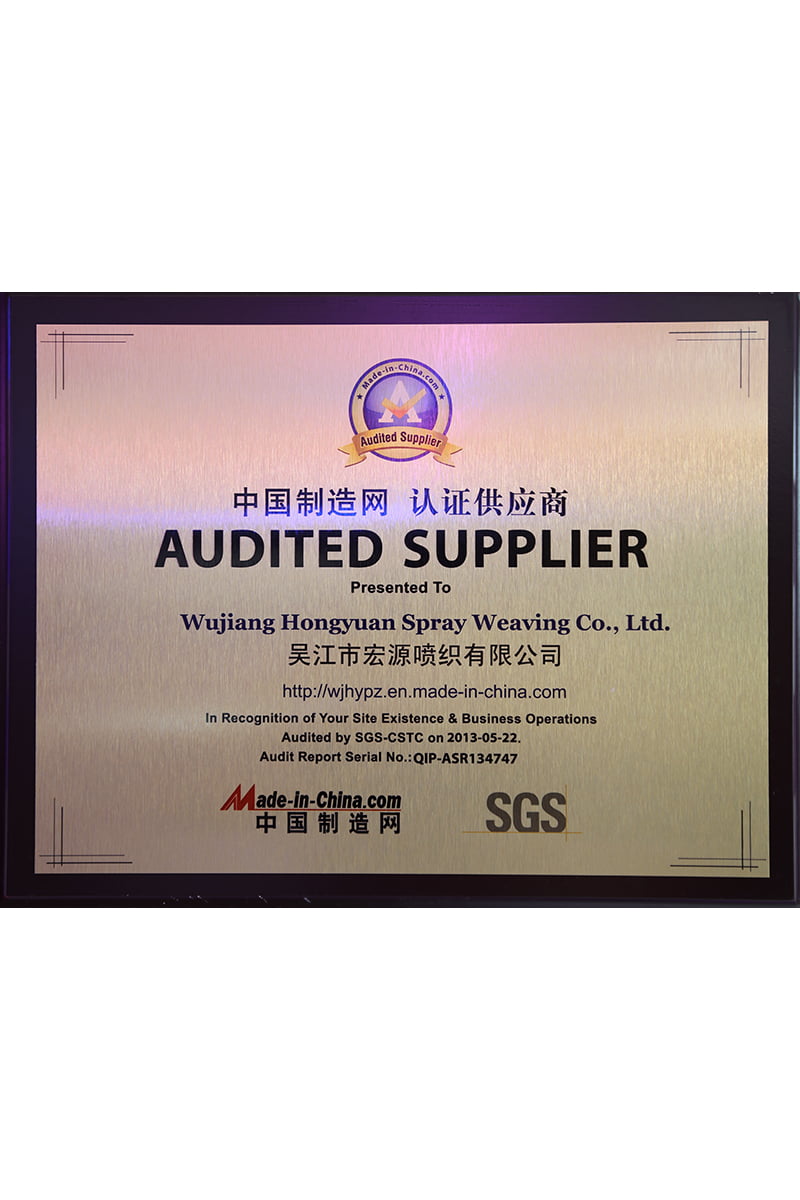 Made-in-China.com
A
Audited Supplier
中国制造网 认证供应商
AUDITED SUPPLIER
Presented To
Wujiang Hongyuan Spray Weaving Co., Ltd.
吴江市宏源喷织有限公司
http://wjhypz.en.made-in-china.com
In Recognition of Your Site Existence & Business Operations
Audited by SGS-CSTC on 2013-05-22.
Audit Report Serial No.:QIP-ASR134747
Made-in-China.com
中国制造网
SGS